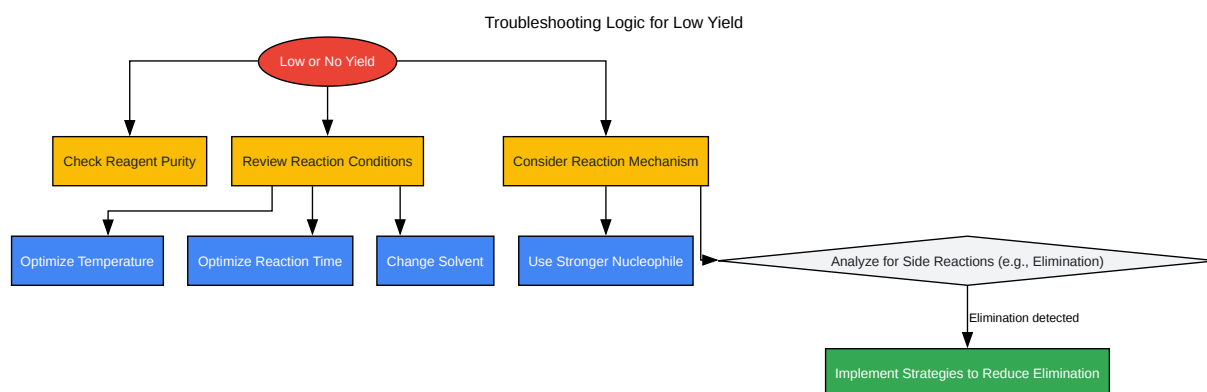 Troubleshooting Logic for Low Yield
Low or No Yield
Check Reagent Purity
Review Reaction Conditions
Consider Reaction Mechanism
Optimize Temperature
Optimize Reaction Time
Change Solvent
Use Stronger Nucleophile
Analyze for Side Reactions (e.g., Elimination)
Elimination detected
Implement Strategies to Reduce Elimination